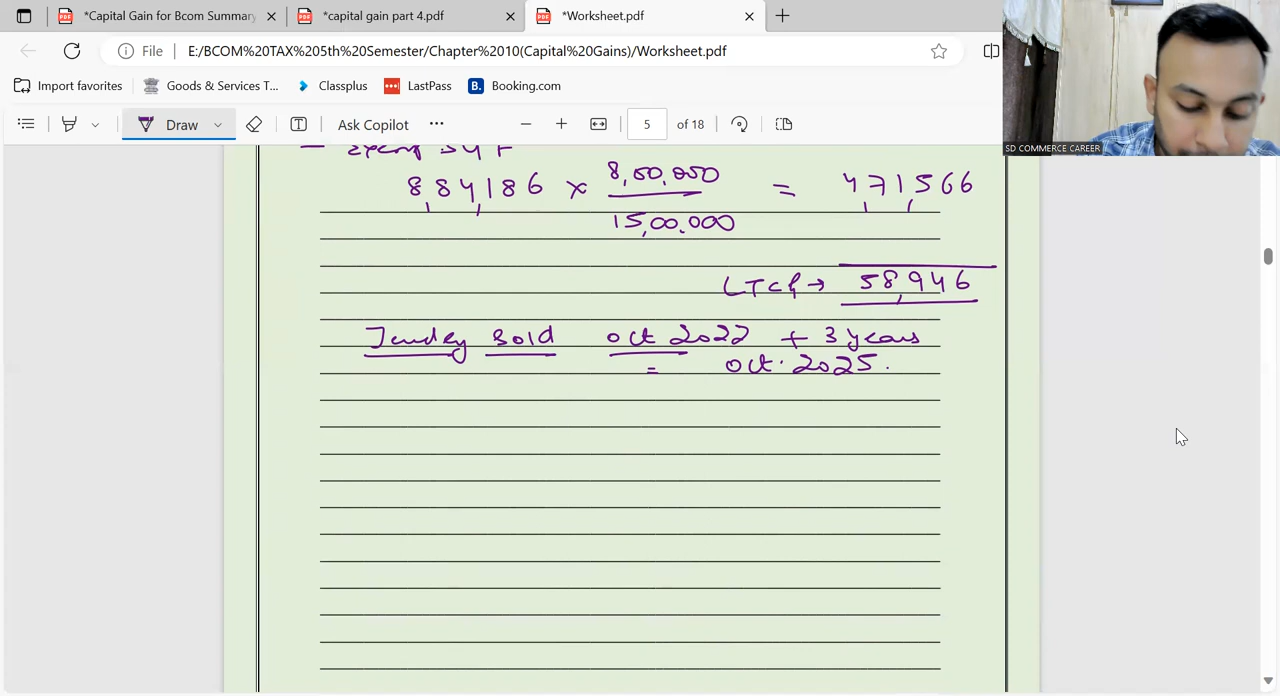 *Capital Gain for Bcom Summary
*capital gain part 4.pdf
*Worksheet.pdf
File
E:/BCOM%20TAX%205th%20Semester/Chapter%2010(Capital%20Gains)/Worksheet.pdf
Import favorites
Goods & Services T...
Classplus
LastPass
Booking.com
Draw
Ask Copilot
5 of 18
SD COMMERCE CAREER
54F
8,84,186 × 8,00,000 = 4,71,566
15,00,000
LTCG → 58,946
sold oct 2022 + 3 years
= oct. 2025.